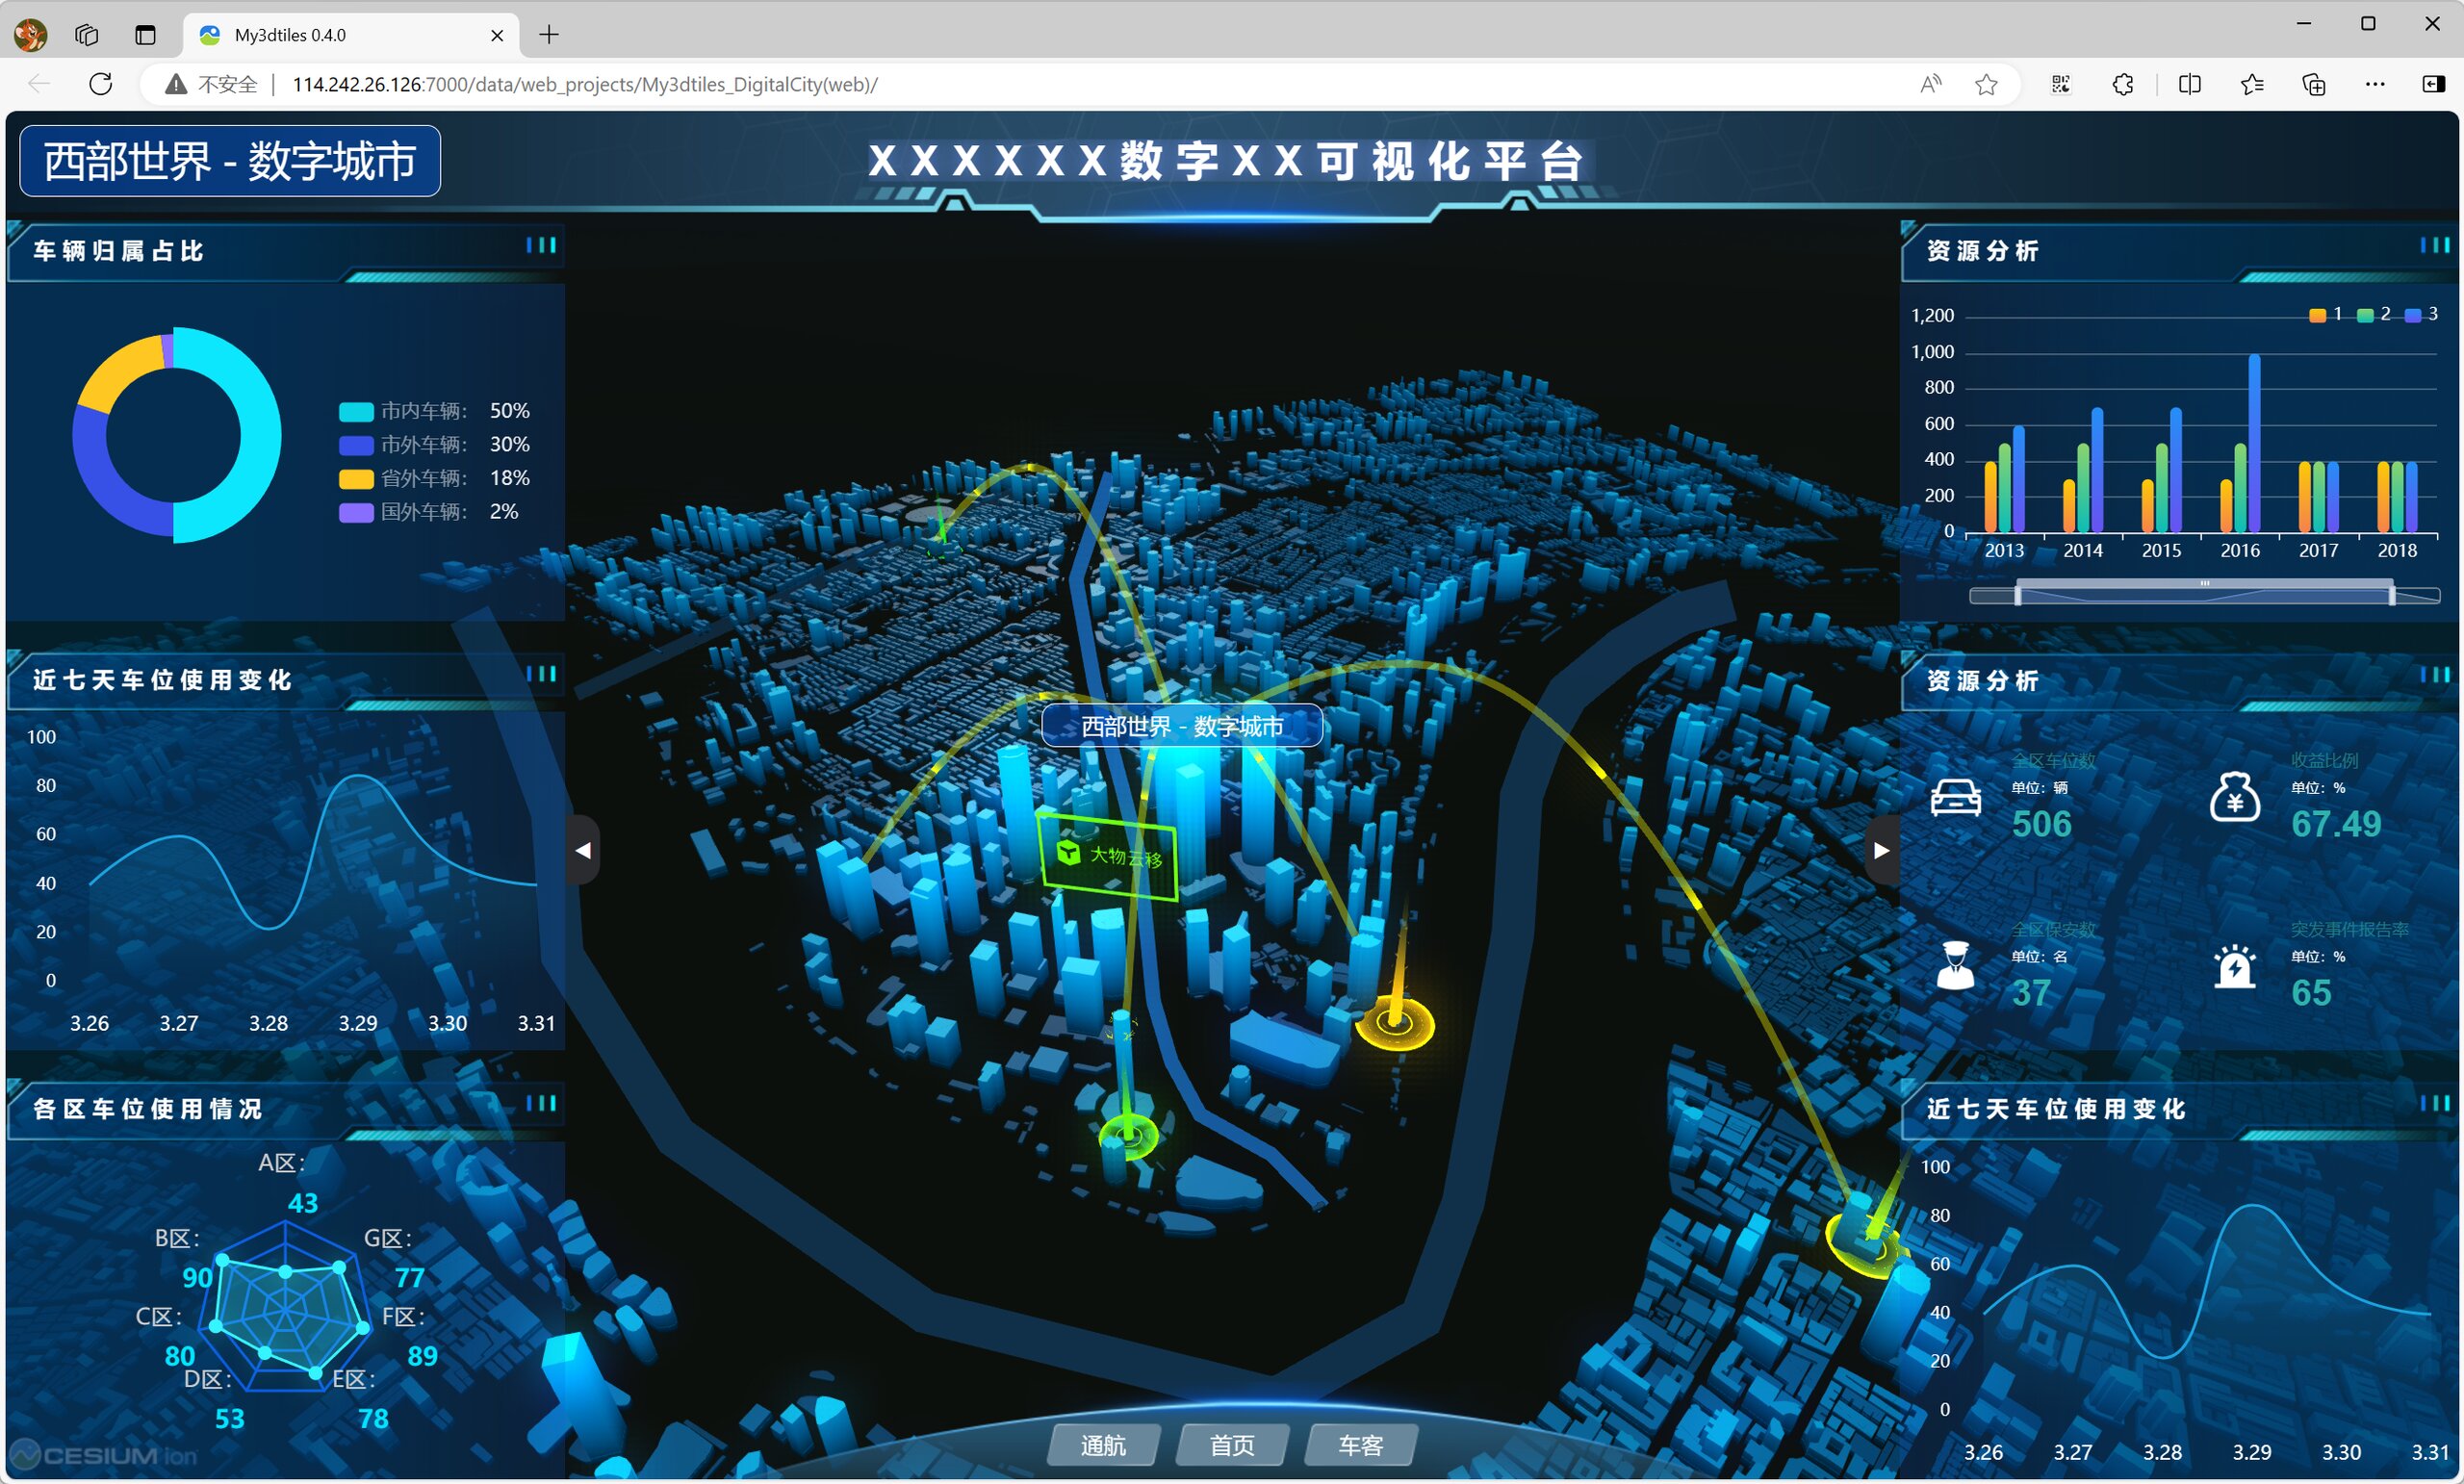 My3dtiles 0.4.0
不安全
114.242.26.126:7000/data/web_projects/My3dtiles_DigitalCity(web)/
西部世界 - 数字城市
XXXXXX数字XX可视化平台
车辆归属占比
市内车辆： 50%
市外车辆： 30%
省外车辆： 18%
国外车辆： 2%
近七天车位使用变化
100
80
60
40
20
0
3.26 3.27 3.28 3.29 3.30 3.31
各区车位使用情况
A区：
43
B区：
90
C区：
80
D区：
53
E区：
78
F区：
89
G区：
77
CESIUM ion
西部世界 - 数字城市
大物云移
通航 首页 车客
资源分析
1 2 3
1,200
1,000
800
600
400
200
0
2013 2014 2015 2016 2017 2018
资源分析
全区车位数
单位：辆
506
收益比例
单位：%
67.49
全区保安数
单位：名
37
突发事件报告率
单位：%
65
近七天车位使用变化
100
80
60
40
20
0
3.26 3.27 3.28 3.29 3.30 3.31